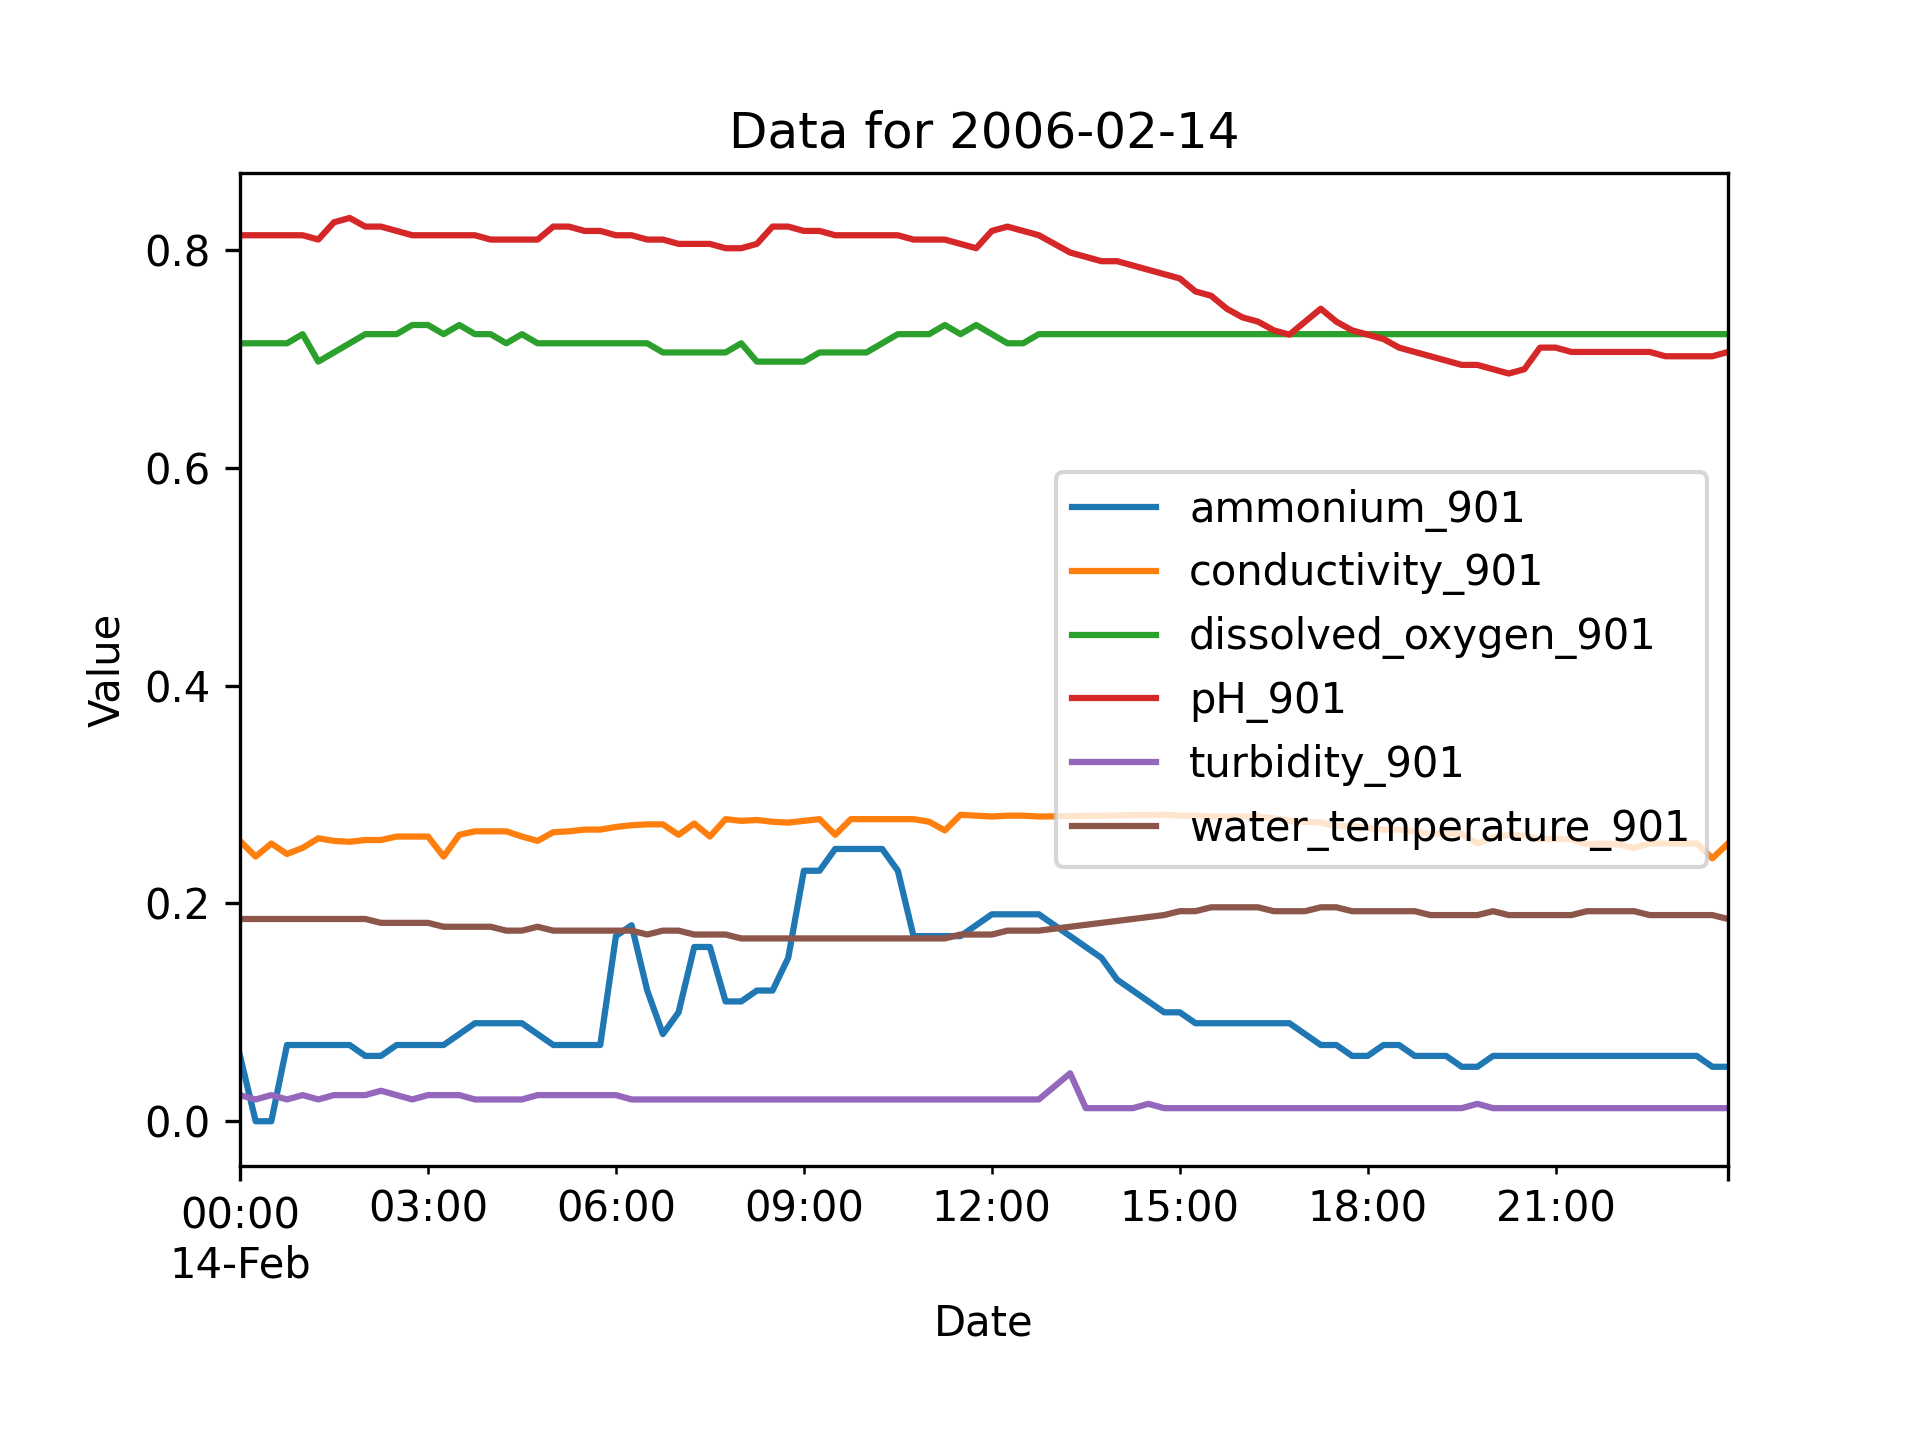 Data for 2006-02-14
Value
0.8
0.6
0.4
0.2
0.0
ammonium_901
conductivity_901
dissolved_oxygen_901
pH_901
turbidity_901
water_temperature_901
00:00 03:00 06:00 09:00 12:00 15:00 18:00 21:00
14-Feb
Date